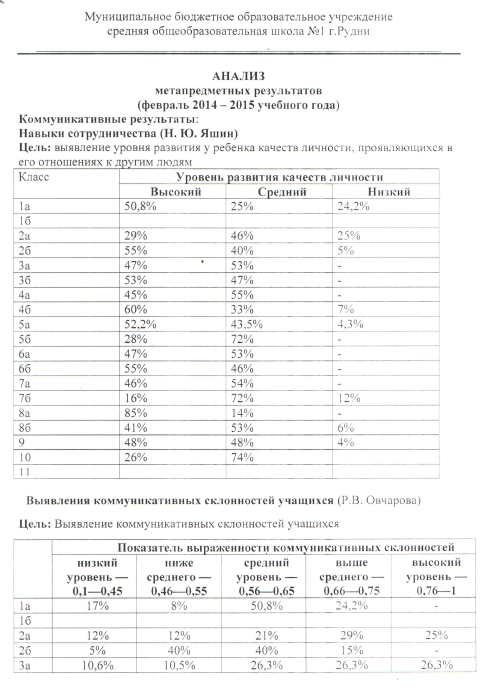 Муниципальное бюджетное образовательное учреждение
средняя общеобразовательная школа №1 г.Рудни
АНАЛИЗ
метапредметных результатов
(февраль 2014 – 2015 учебного года)
Коммуникативные результаты:
Навыки сотрудничества (Н. Ю. Яшин)
Цель: выявление уровня развития у ребенка качеств личности, проявляющихся в
его отношениях к другим людям
Класс Уровень развития качеств личности
Высокий Средний Низкий
1а 50,8% 25% 24,2%
1б
2а 29% 46% 25%
2б 55% 40% 5%
3а 47% 53% -
3б 53% 47% -
4а 45% 55% -
4б 60% 33% 7%
5а 52,2% 43,5% 4,3%
5б 28% 72% -
6а 47% 53% -
6б 55% 46% -
7а 46% 54% -
7б 16% 72% 12%
8а 85% 14% -
8б 41% 53% 6%
9 48% 48% 4%
10 26% 74%
11
Выявления коммуникативных склонностей учащихся (Р.В. Овчарова)
Цель: Выявление коммуникативных склонностей учащихся
Показатель выраженности коммуникативных склонностей
низкий ниже средний выше высокий
уровень — среднего — уровень — среднего — уровень —
0,1—0,45 0,46—0,55 0,56—0,65 0,66—0,75 0,76—1
1а 17% 8% 50,8% 24,2% -
1б
2а 12% 12% 21% 29% 25%
2б 5% 40% 40% 15% -
3а 10,6% 10,5% 26,3% 26,3% 26,3%